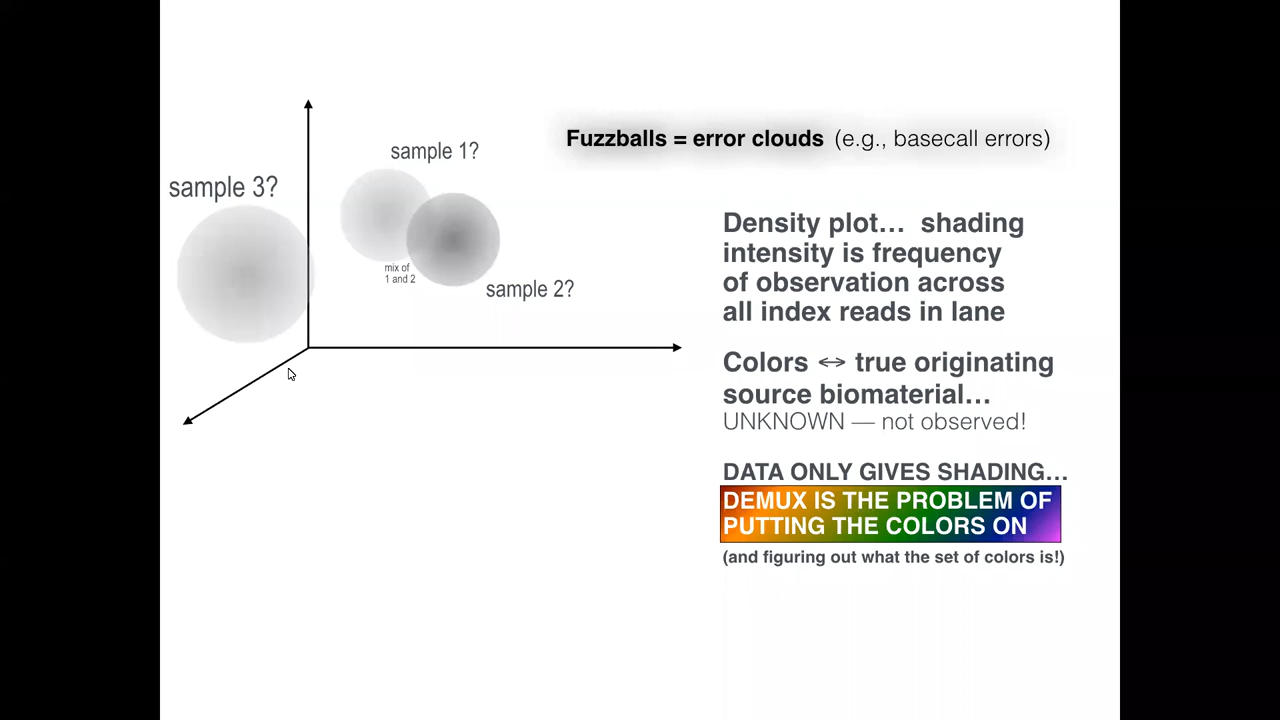 Fuzzballs = error clouds (e.g., basecall errors)
sample 1?
sample 3?
mix of
1 and 2
sample 2?
Density plot... shading
intensity is frequency
of observation across
all index reads in lane
Colors ↔ true originating
source biomaterial...
UNKNOWN — not observed!
DATA ONLY GIVES SHADING...
DEMUX IS THE PROBLEM OF
PUTTING THE COLORS ON
(and figuring out what the set of colors is!)